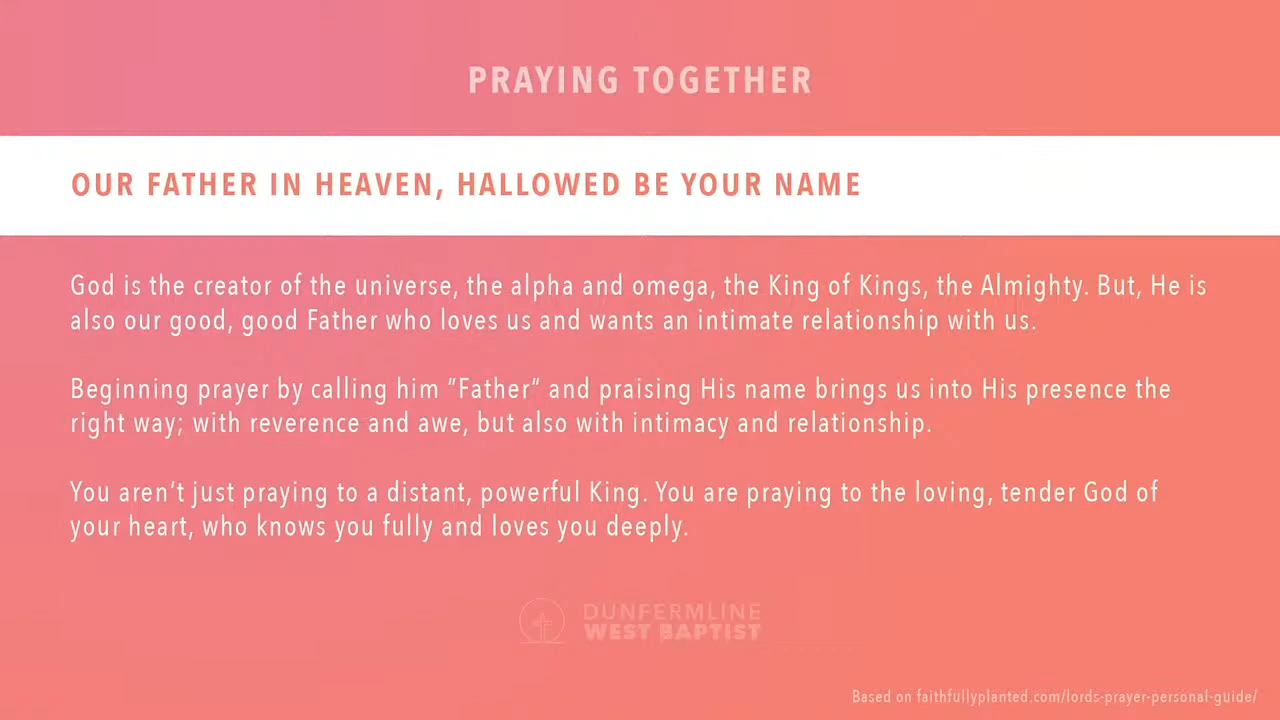 PRAYING TOGETHER
OUR FATHER IN HEAVEN, HALLOWED BE YOUR NAME
God is the creator of the universe, the alpha and omega, the King of Kings, the Almighty. But, He is
also our good, good Father who loves us and wants an intimate relationship with us.
Beginning prayer by calling him “Father“ and praising His name brings us into His presence the
right way; with reverence and awe, but also with intimacy and relationship.
You aren’t just praying to a distant, powerful King. You are praying to the loving, tender God of
your heart, who knows you fully and loves you deeply.
DUNFERMLINE
WEST BAPTIST
Based on faithfullyplanted.com/lords-prayer-personal-guide/